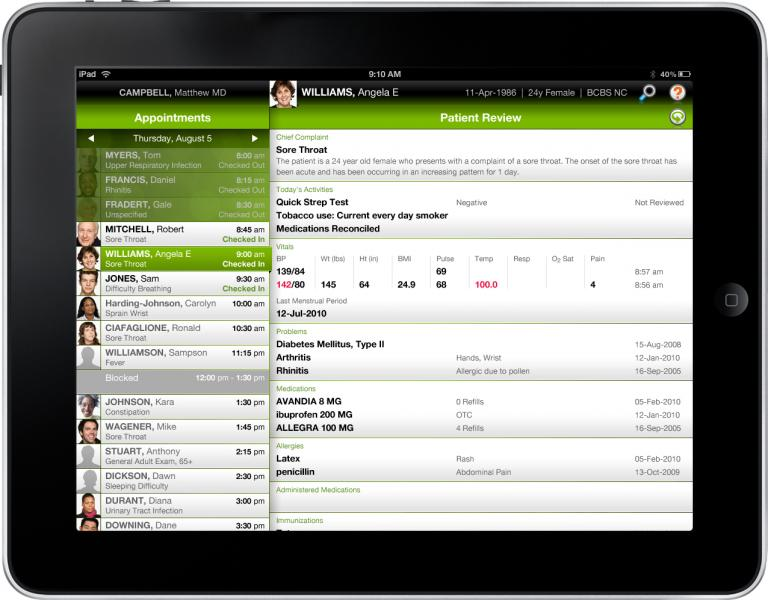 iPad 9:10 AM 40%
CAMPBELL, Matthew MD
WILLIAMS, Angela E 11-Apr-1986 | 24y Female | BCBS NC ?
Appointments
Patient Review
Thursday, August 5
MYERS, Tom 8:00 am
Upper Respiratory Infection Checked Out
FRANCIS, Daniel 8:15 am
Rhinitis Checked Out
FRADERT, Gale 8:30 am
Unspecified Checked Out
MITCHELL, Robert 8:45 am
Sore Throat Checked In
WILLIAMS, Angela E 9:00 am
Sore Throat Checked In
JONES, Sam 9:30 am
Difficulty Breathing Checked In
Harding-Johnson, Carolyn 10:00 am
Sprain Wrist
CIAFAGLIONE, Ronald 10:30 am
Sore Throat
WILLIAMSON, Sampson 11:15 pm
Fever
Blocked 12:00 pm - 1:30 pm
JOHNSON, Kara 1:30 pm
Constipation
WAGENER, Mike 1:45 pm
Sore Throat
STUART, Anthony 2:15 pm
General Adult Exam, 65+
DICKSON, Dawn 2:30 pm
Sleeping Difficulty
DURANT, Diana 3:00 pm
Urinary Tract Infection
DOWNING, Dane 3:30 pm
Chief Complaint
Sore Throat
The patient is a 24 year old female who presents with a complaint of a sore throat. The onset of the sore throat has
been acute and has been occurring in an increasing pattern for 1 day.
Today's Activities
Quick Strep Test Negative Not Reviewed
Tobacco use: Current every day smoker
Medications Reconciled
Vitals
BP Wt (lbs) Ht (in) BMI Pulse Temp Resp O2 Sat Pain
139/84 69 8:57 am
142/80 145 64 24.9 68 100.0 4 8:56 am
Last Menstrual Period
12-Jul-2010
Problems
Diabetes Mellitus, Type II 15-Aug-2008
Arthritis Hands, Wrist 12-Jan-2010
Rhinitis Allergic due to pollen 16-Sep-2005
Medications
AVANDIA 8 MG 0 Refills 05-Feb-2010
ibuprofen 200 MG OTC 12-Jan-2010
ALLEGRA 100 MG 4 Refills 16-Sep-2005
Allergies
Latex Rash 05-Feb-2010
penicillin Abdominal Pain 13-Oct-2009
Administered Medications
Immunizations